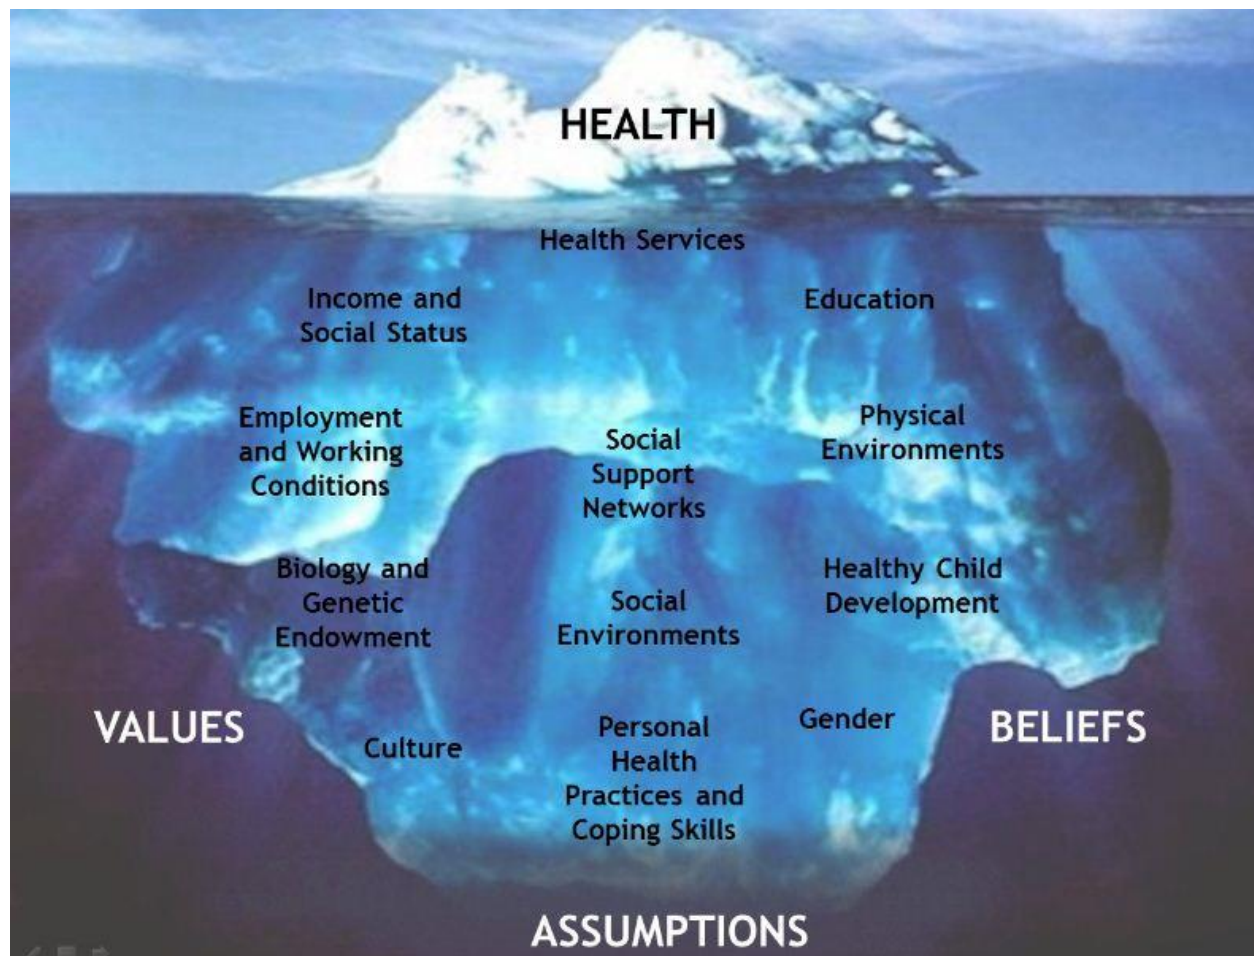 HEALTH
Health Services
Income and
Social Status
Education
Employment
and Working
Conditions
Social
Support
Networks
Physical
Environments
Biology and
Genetic
Endowment
Social
Environments
Healthy Child
Development
VALUES
Culture
Personal
Health
Practices and
Coping Skills
Gender
BELIEFS
ASSUMPTIONS